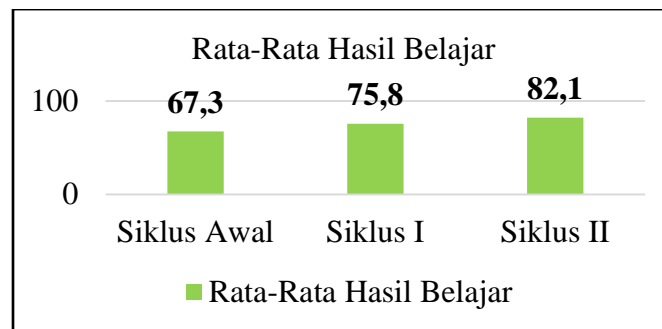 Rata-Rata Hasil Belajar
67,3 75,8 82,1
100
0
Siklus Awal Siklus I Siklus II
Rata-Rata Hasil Belajar